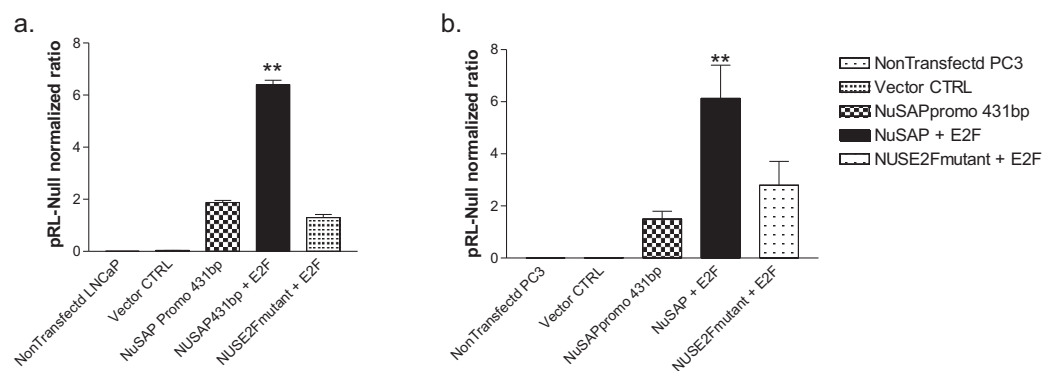 a.
pRL-Null normalized ratio
8
6
4
2
0
**
NonTransfectd LNCaP
Vector CTRL
NuSAP Promo 431bp
NUSAP431bp + E2F
NUSE2Fmutant + E2F
b.
pRL-Null normalized ratio
8
6
4
2
0
**
NonTransfectd PC3
Vector CTRL
NuSAPpromo 431bp
NuSAP + E2F
NUSE2Fmutant + E2F
NonTransfectd PC3
Vector CTRL
NuSAPpromo 431bp
NuSAP + E2F
NUSE2Fmutant + E2F